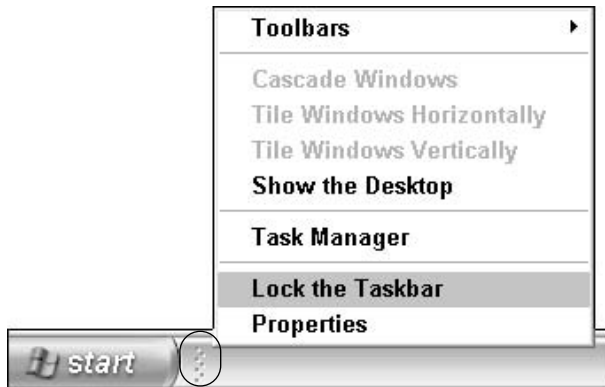 Toolbars
Cascade Windows
Tile Windows Horizontally
Tile Windows Vertically
Show the Desktop
Task Manager
Lock the Taskbar
Properties
start